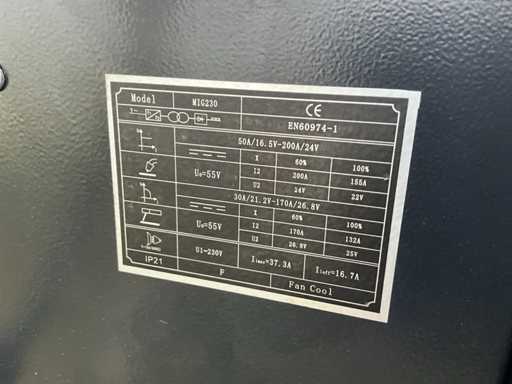 Model MIG230 CE
EN60974-1
50A/16.5V-200A/24V
X 60% 100%
U₀=55V I2 200A 155A
U2 24V 22V
30A/21.2V-170A/26.8V
X 60% 100%
U₀=55V I2 170A 132A
U2 26.8V 25V
U1~230V I₁ₘₐₓ=37.3A I₁eff=16.7A
IP21 F Fan Cool